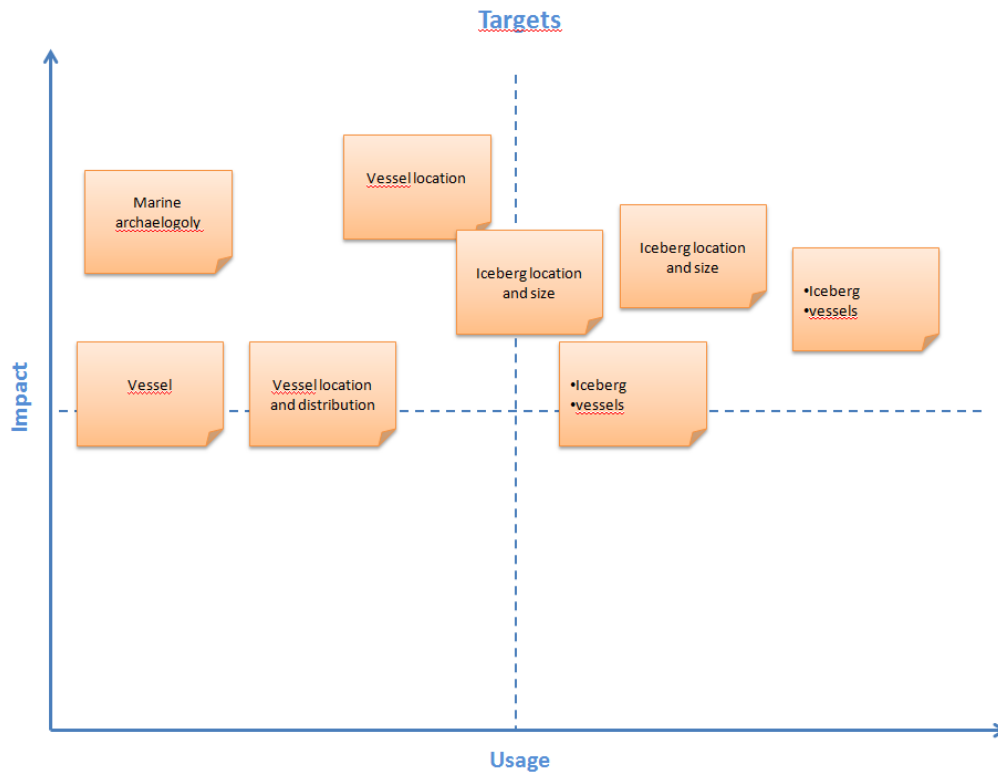 Targets
Vessel location
Marine
archaelogoly
Iceberg location
and size
Iceberg location
and size
•Iceberg
•vessels
Vessel
Vessel location
and distribution
•Iceberg
•vessels
Impact
Usage